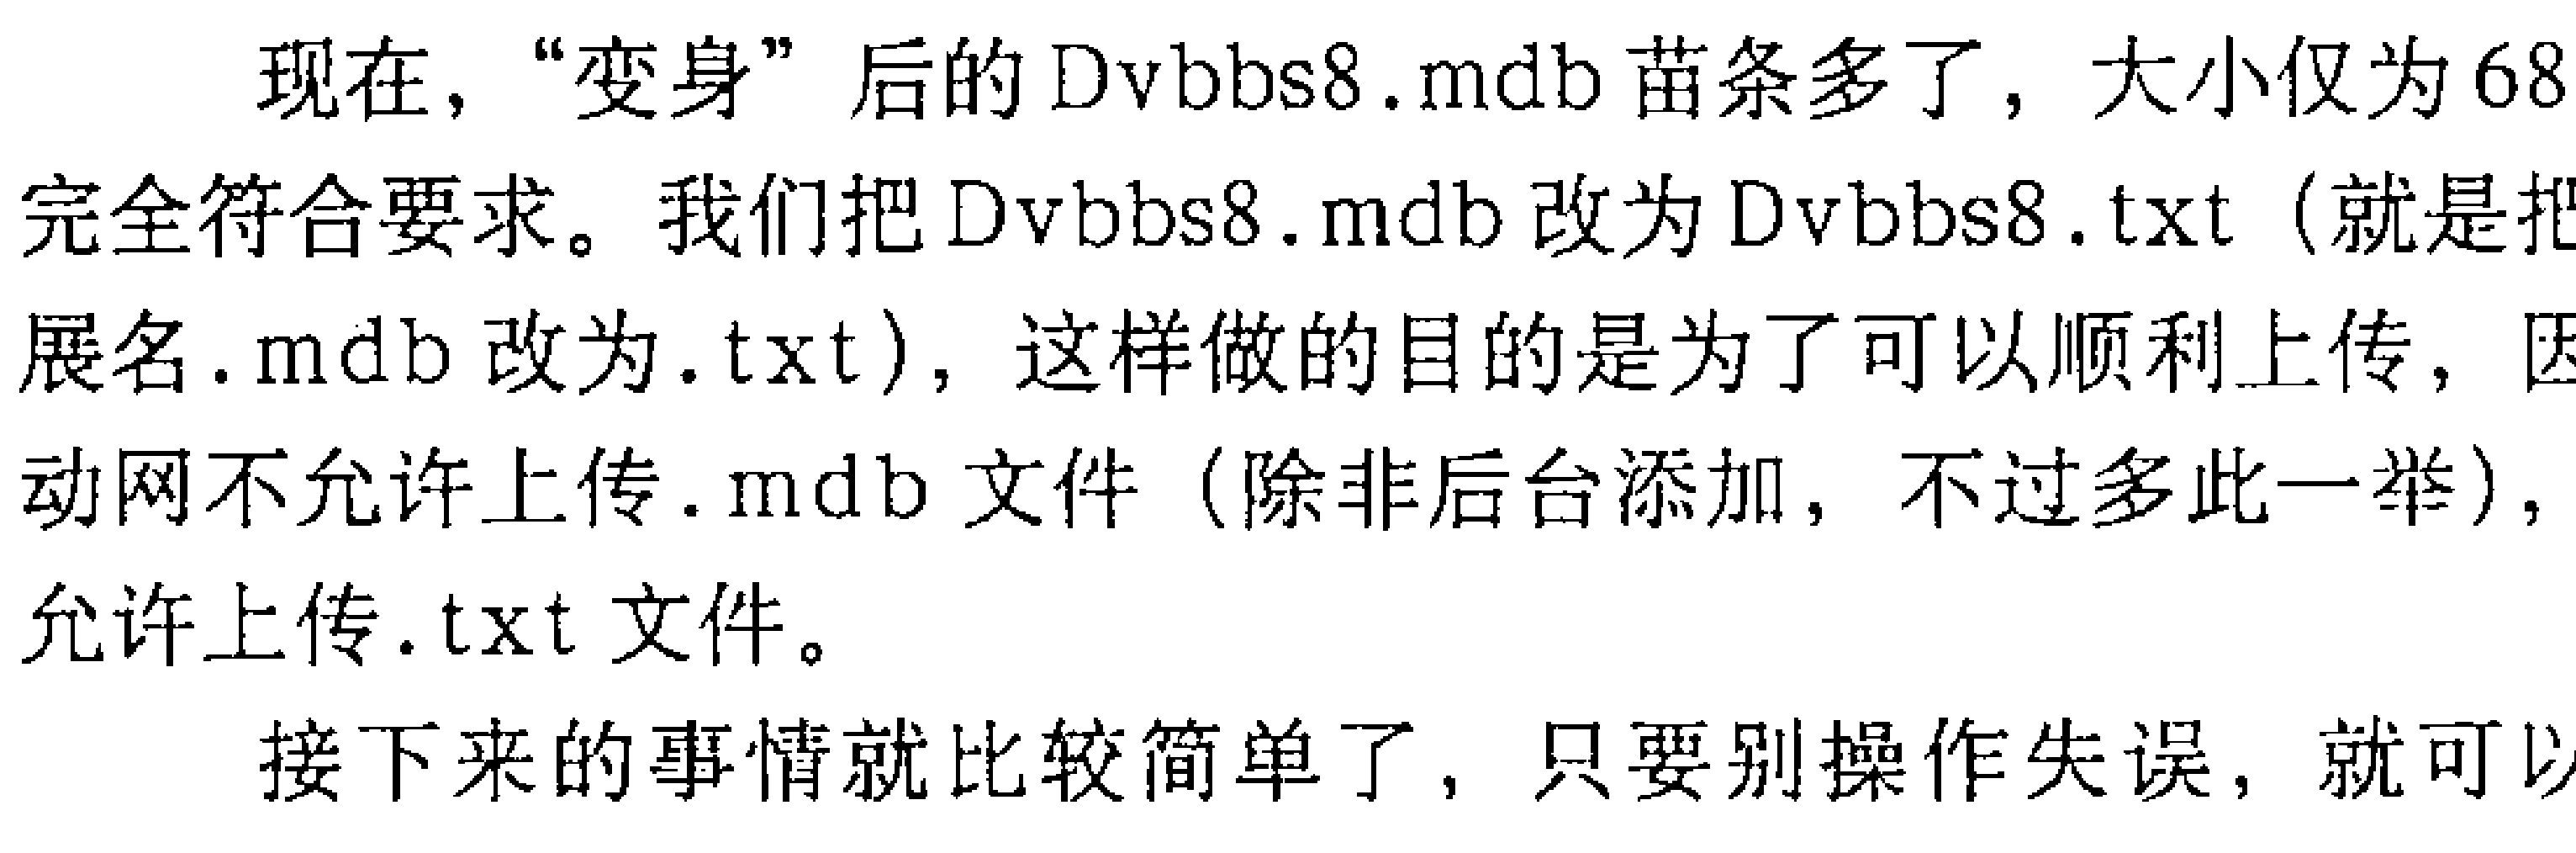 现在，“变身”后的Dvbbs8.mdb苗条多了，大小仅为68
完全符合要求。我们把Dvbbs8.mdb改为Dvbbs8.txt（就是把
展名.mdb改为.txt），这样做的目的是为了可以顺利上传，因
动网不允许上传.mdb文件（除非后台添加，不过多此一举），
允许上传.txt文件。
接下来的事情就比较简单了，只要别操作失误，就可以